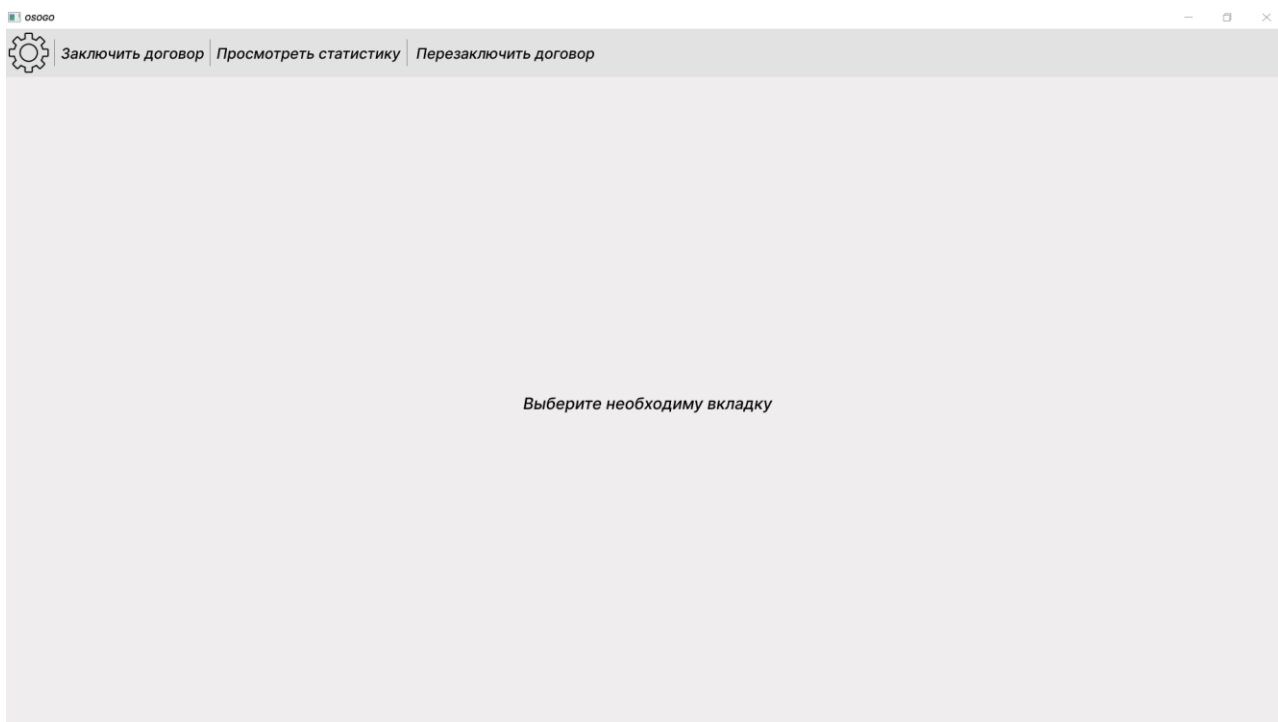 OSOGO
Заключить договор Просмотреть статистику Перезаключить договор
Выберите необходиму вкладку